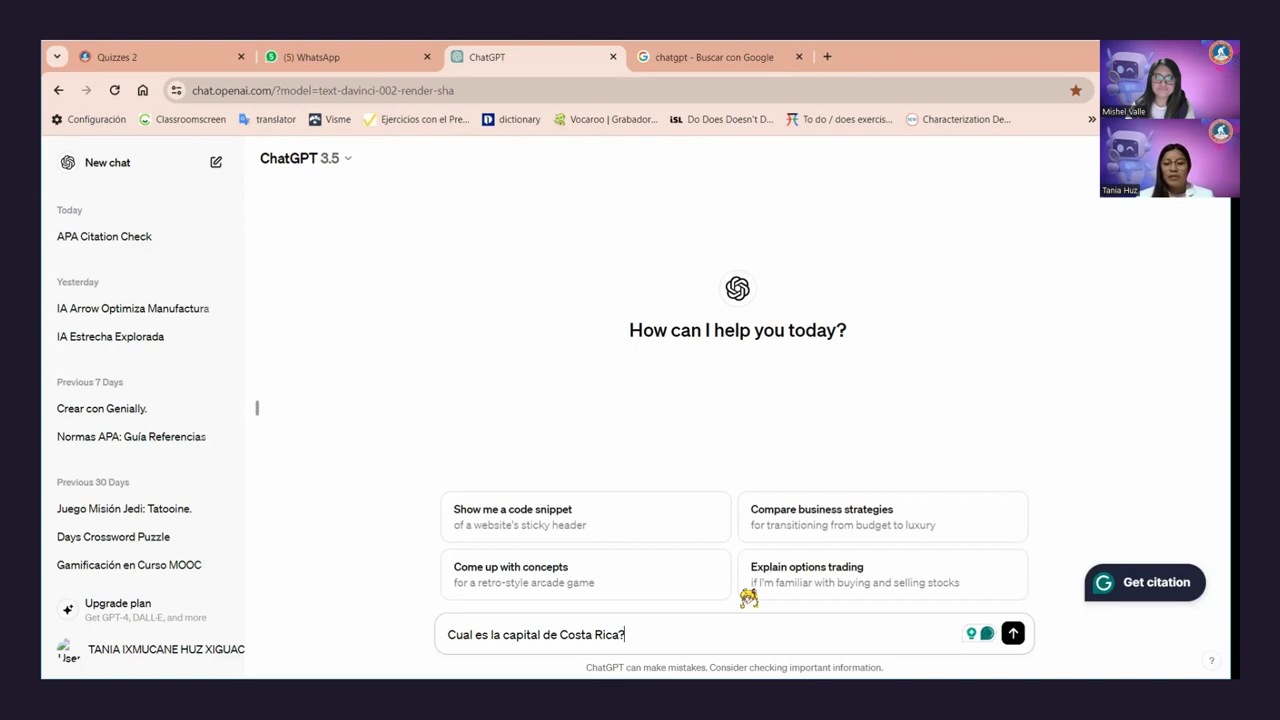 Quizzes 2
(5) WhatsApp
ChatGPT
chatgpt - Buscar con Google
chat.openai.com/?model=text-davinci-002-render-sha
Configuración
Classroomscreen
translator
Visme
Ejercicios con el Pre...
dictionary
Vocaroo | Grabador...
iSL Do Does Doesn't D...
To do / does exercis...
Characterization De...
Mishel Valle
Tania Huz
New chat
ChatGPT 3.5
Today
APA Citation Check
Yesterday
IA Arrow Optimiza Manufactura
IA Estrecha Explorada
Previous 7 Days
Crear con Genially.
Normas APA: Guía Referencias
Previous 30 Days
Juego Misión Jedi: Tatooine.
Days Crossword Puzzle
Gamificación en Curso MOOC
Upgrade plan
Get GPT-4, DALL·E, and more
User
TANIA IXMUCANE HUZ XIGUAC
How can I help you today?
Show me a code snippet
of a website's sticky header
Compare business strategies
for transitioning from budget to luxury
Come up with concepts
for a retro-style arcade game
Explain options trading
if I'm familiar with buying and selling stocks
Get citation
Cual es la capital de Costa Rica?
ChatGPT can make mistakes. Consider checking important information.
?